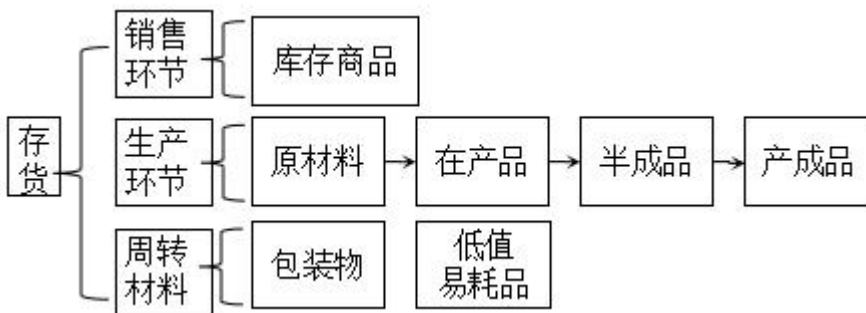 存货
销售环节
库存商品
生产环节
原材料
在产品
半成品
产成品
周转材料
包装物
低值易耗品